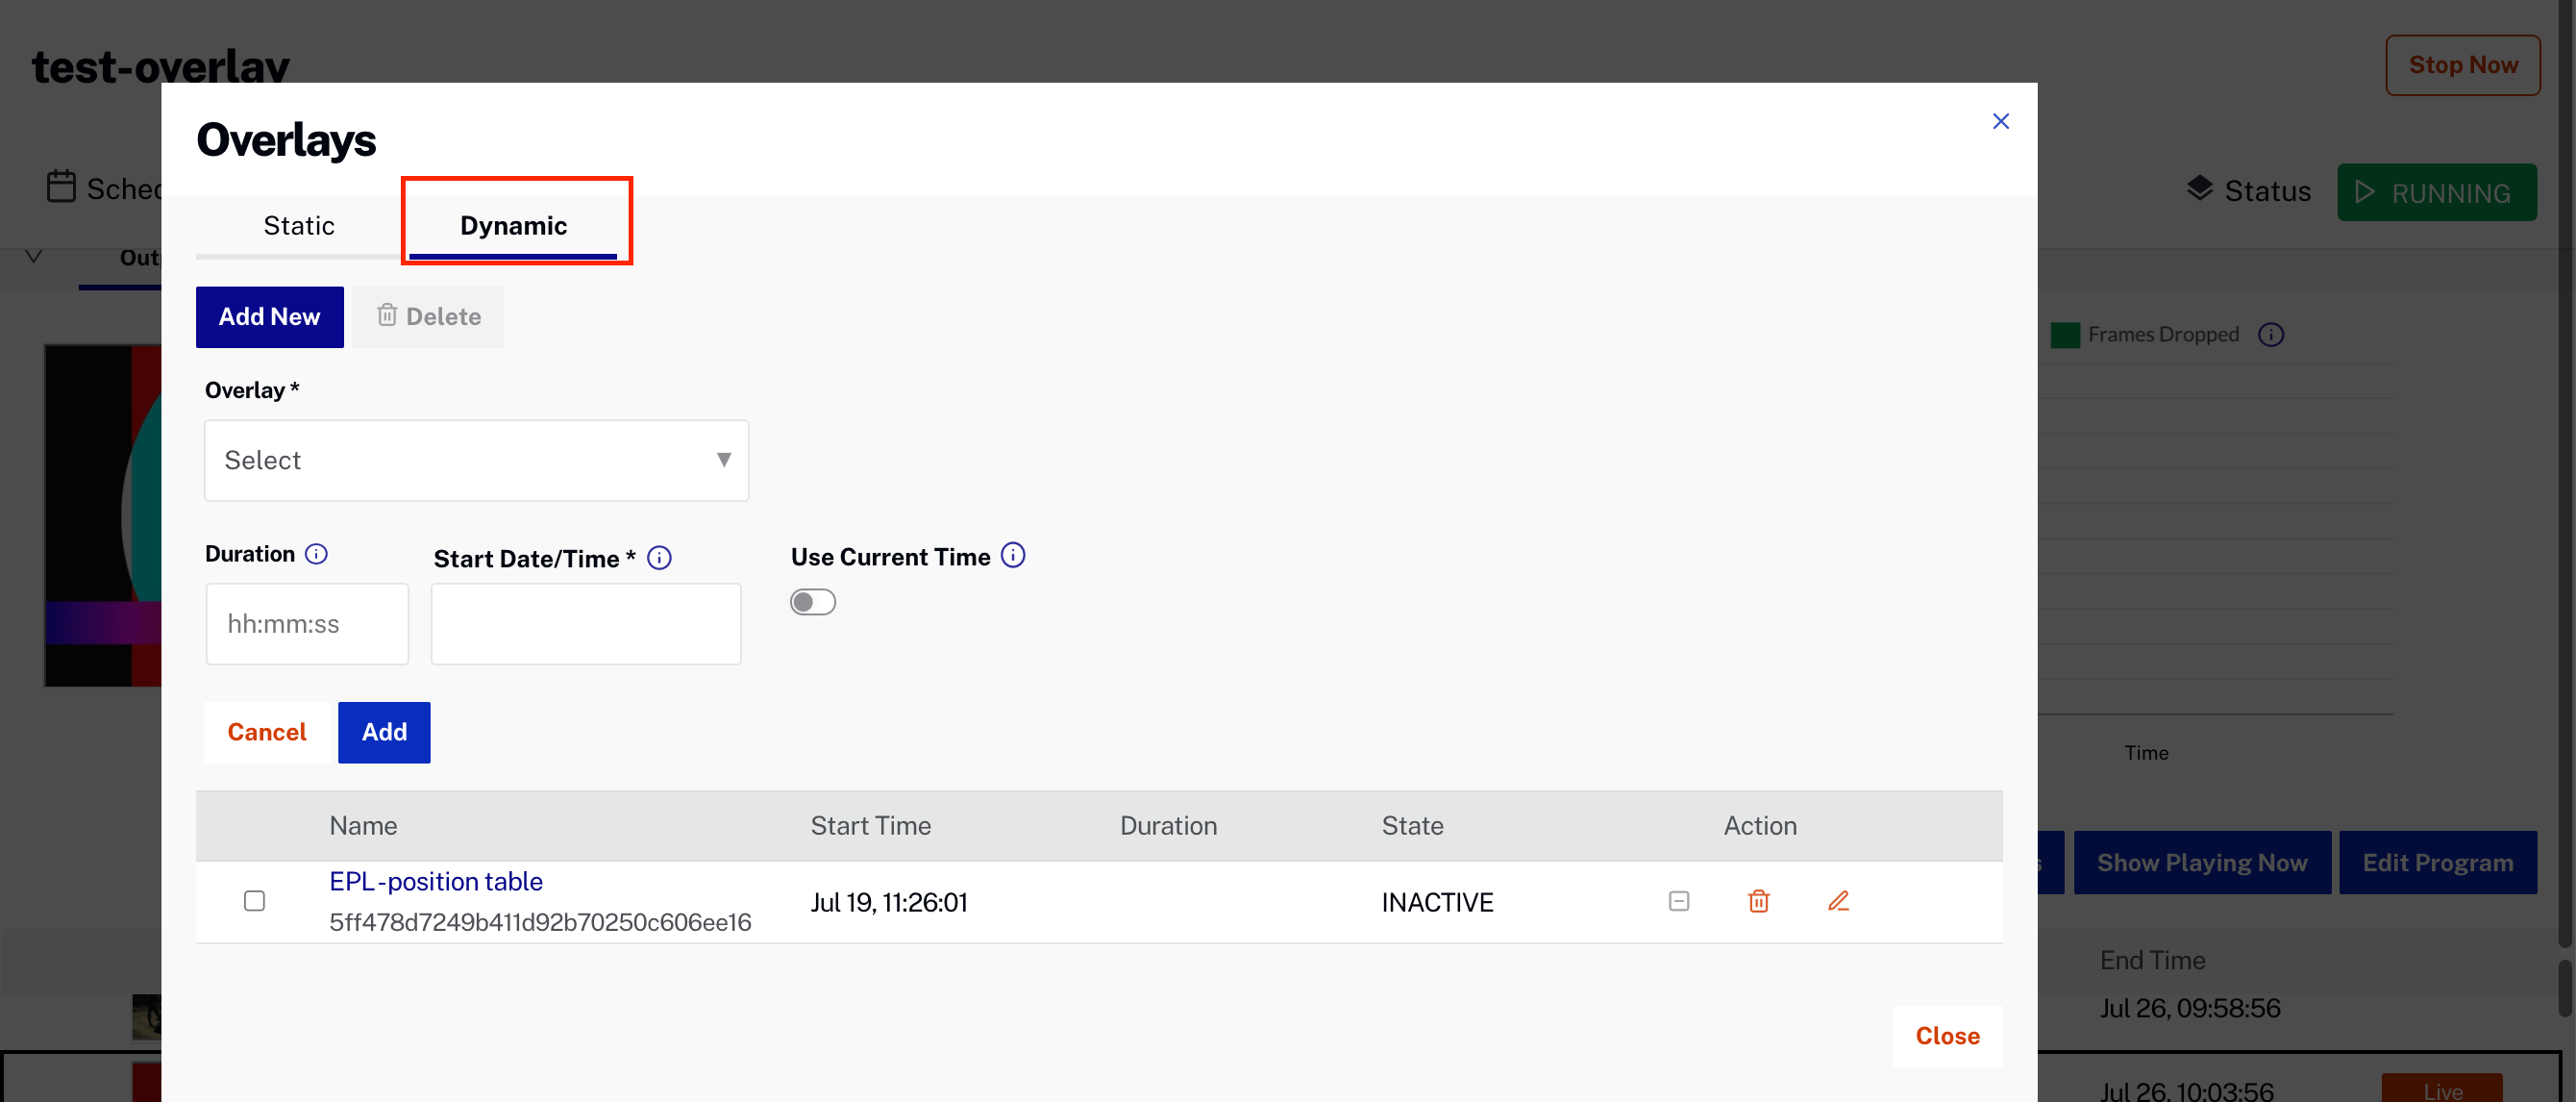 test-overlay
Stop Now
Overlays
Sched
Status
RUNNING
Static
Dynamic
Out
Add New
Delete
Frames Dropped
Overlay *
Select
Duration
Start Date/Time *
Use Current Time
hh:mm:ss
Cancel
Add
Time
Name
Start Time
Duration
State
Action
s
Show Playing Now
Edit Program
EPL-position table
5ff478d7249b411d92b70250c606ee16
Jul 19, 11:26:01
INACTIVE
End Time
Jul 26, 09:58:56
Close
Jul 26, 10:03:56
Live